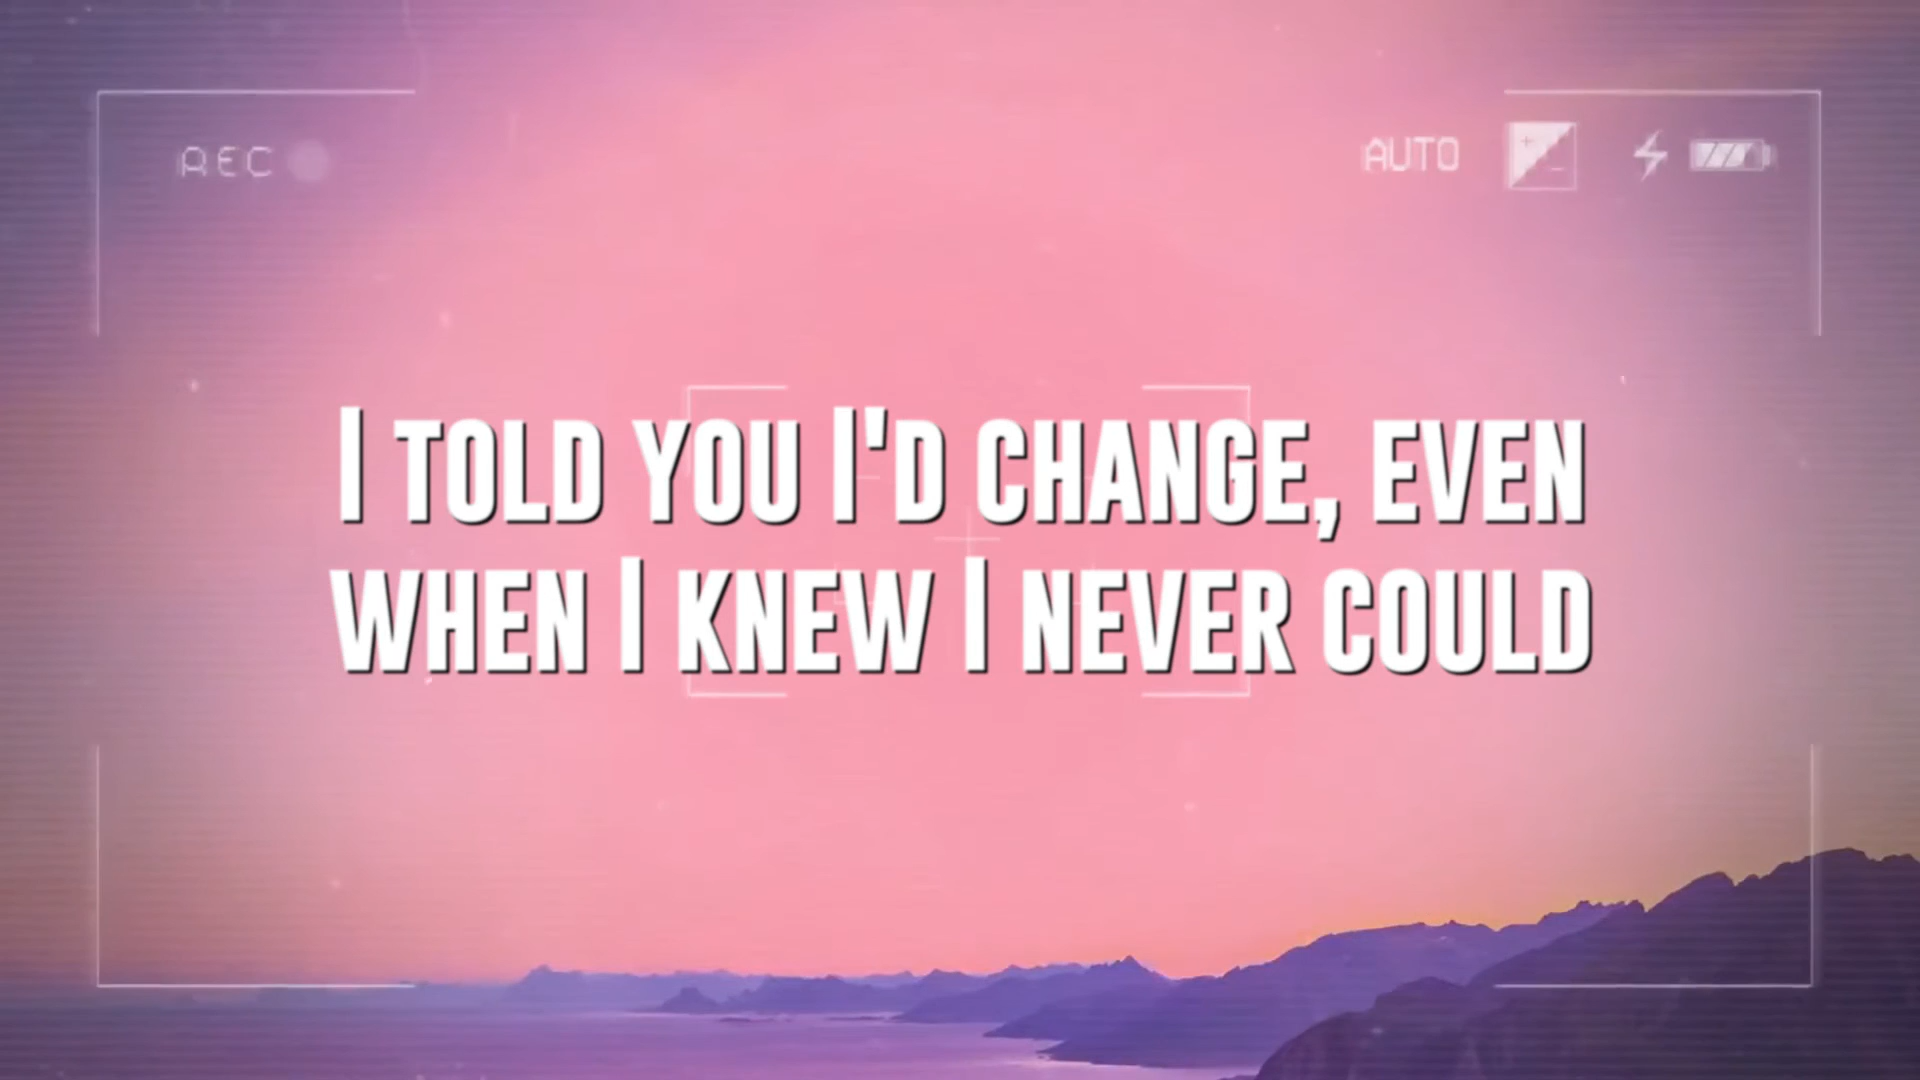 REC
AUTO
I TOLD YOU I'D CHANGE, EVEN
WHEN I KNEW I NEVER COULD